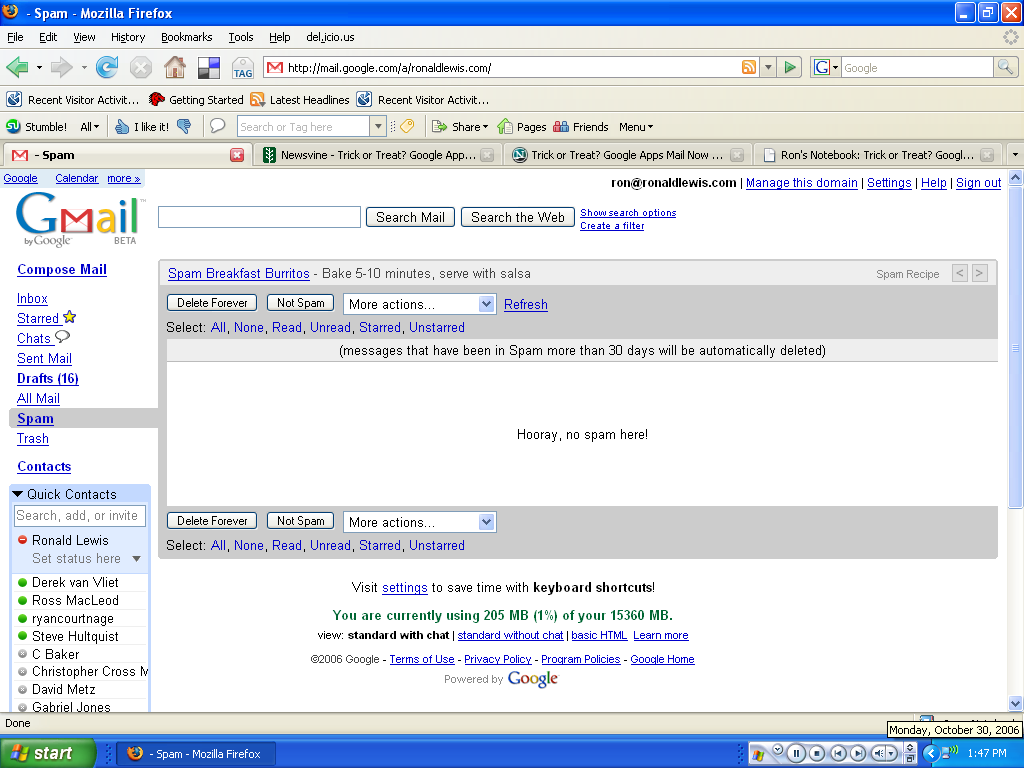 - Spam - Mozilla Firefox
File Edit View History Bookmarks Tools Help del.icio.us
TAG http://mail.google.com/a/ronaldlewis.com/ G Google
Recent Visitor Activit... Getting Started Latest Headlines Recent Visitor Activit...
Stumble! All I like it! Search or Tag here Share Pages Friends Menu
- Spam Newsvine - Trick or Treat? Google App... Trick or Treat? Google Apps Mail Now ... Ron's Notebook: Trick or Treat? Googl...
Google Calendar more » ron@ronaldlewis.com | Manage this domain | Settings | Help | Sign out
Gmail™ by Google BETA
Search Mail Search the Web Show search options
Create a filter
Compose Mail
Spam Breakfast Burritos - Bake 5-10 minutes, serve with salsa Spam Recipe < >
Inbox
Starred
Chats
Sent Mail
Drafts (16)
All Mail
Spam
Trash
Contacts
Delete Forever Not Spam More actions... Refresh
Select: All, None, Read, Unread, Starred, Unstarred
(messages that have been in Spam more than 30 days will be automatically deleted)
Hooray, no spam here!
Delete Forever Not Spam More actions...
Select: All, None, Read, Unread, Starred, Unstarred
Quick Contacts
Search, add, or invite
Ronald Lewis
Set status here
Derek van Vliet
Ross MacLeod
ryancourtnage
Steve Hultquist
C Baker
Christopher Cross M
David Metz
Gabriel Jones
Visit settings to save time with keyboard shortcuts!
You are currently using 205 MB (1%) of your 15360 MB.
view: standard with chat | standard without chat | basic HTML Learn more
©2006 Google - Terms of Use - Privacy Policy - Program Policies - Google Home
Powered by Google
Done
Monday, October 30, 2006
start - Spam - Mozilla Firefox 1:47 PM